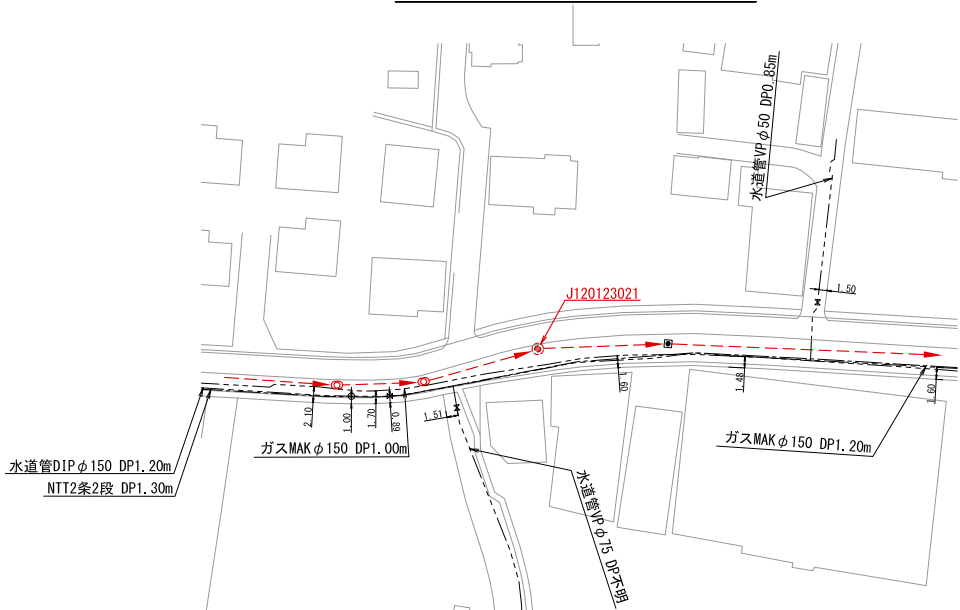 水道管VPφ50 DP0.85m
1.50
J120123021
1.09
1.48
1.60
2.10
1.00
1.70
0.89
1.51
ガスMAKφ150 DP1.00m
ガスMAKφ150 DP1.20m
水道管DIPφ150 DP1.20m
NTT2条2段 DP1.30m
水道管VPφ75 DP不明